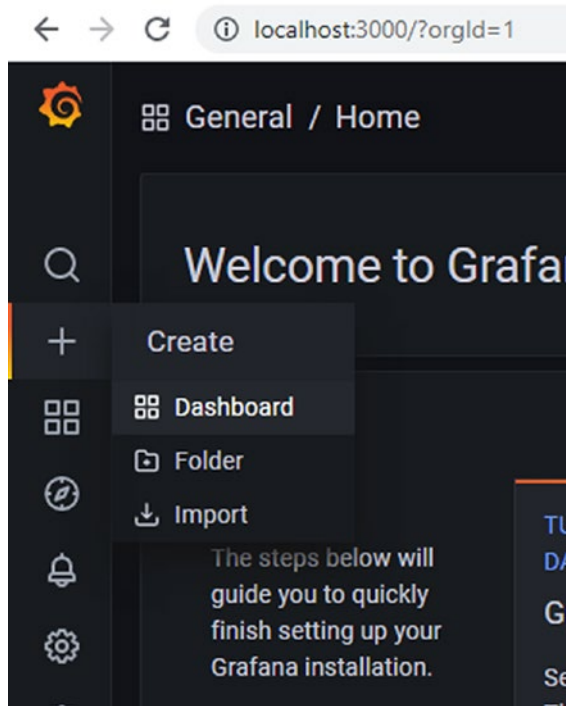 localhost:3000/?orgId=1
General / Home
Welcome to Grafa
Create
Dashboard
Folder
Import
The steps below will
guide you to quickly
finish setting up your
Grafana installation.
TU
DA
G
Se